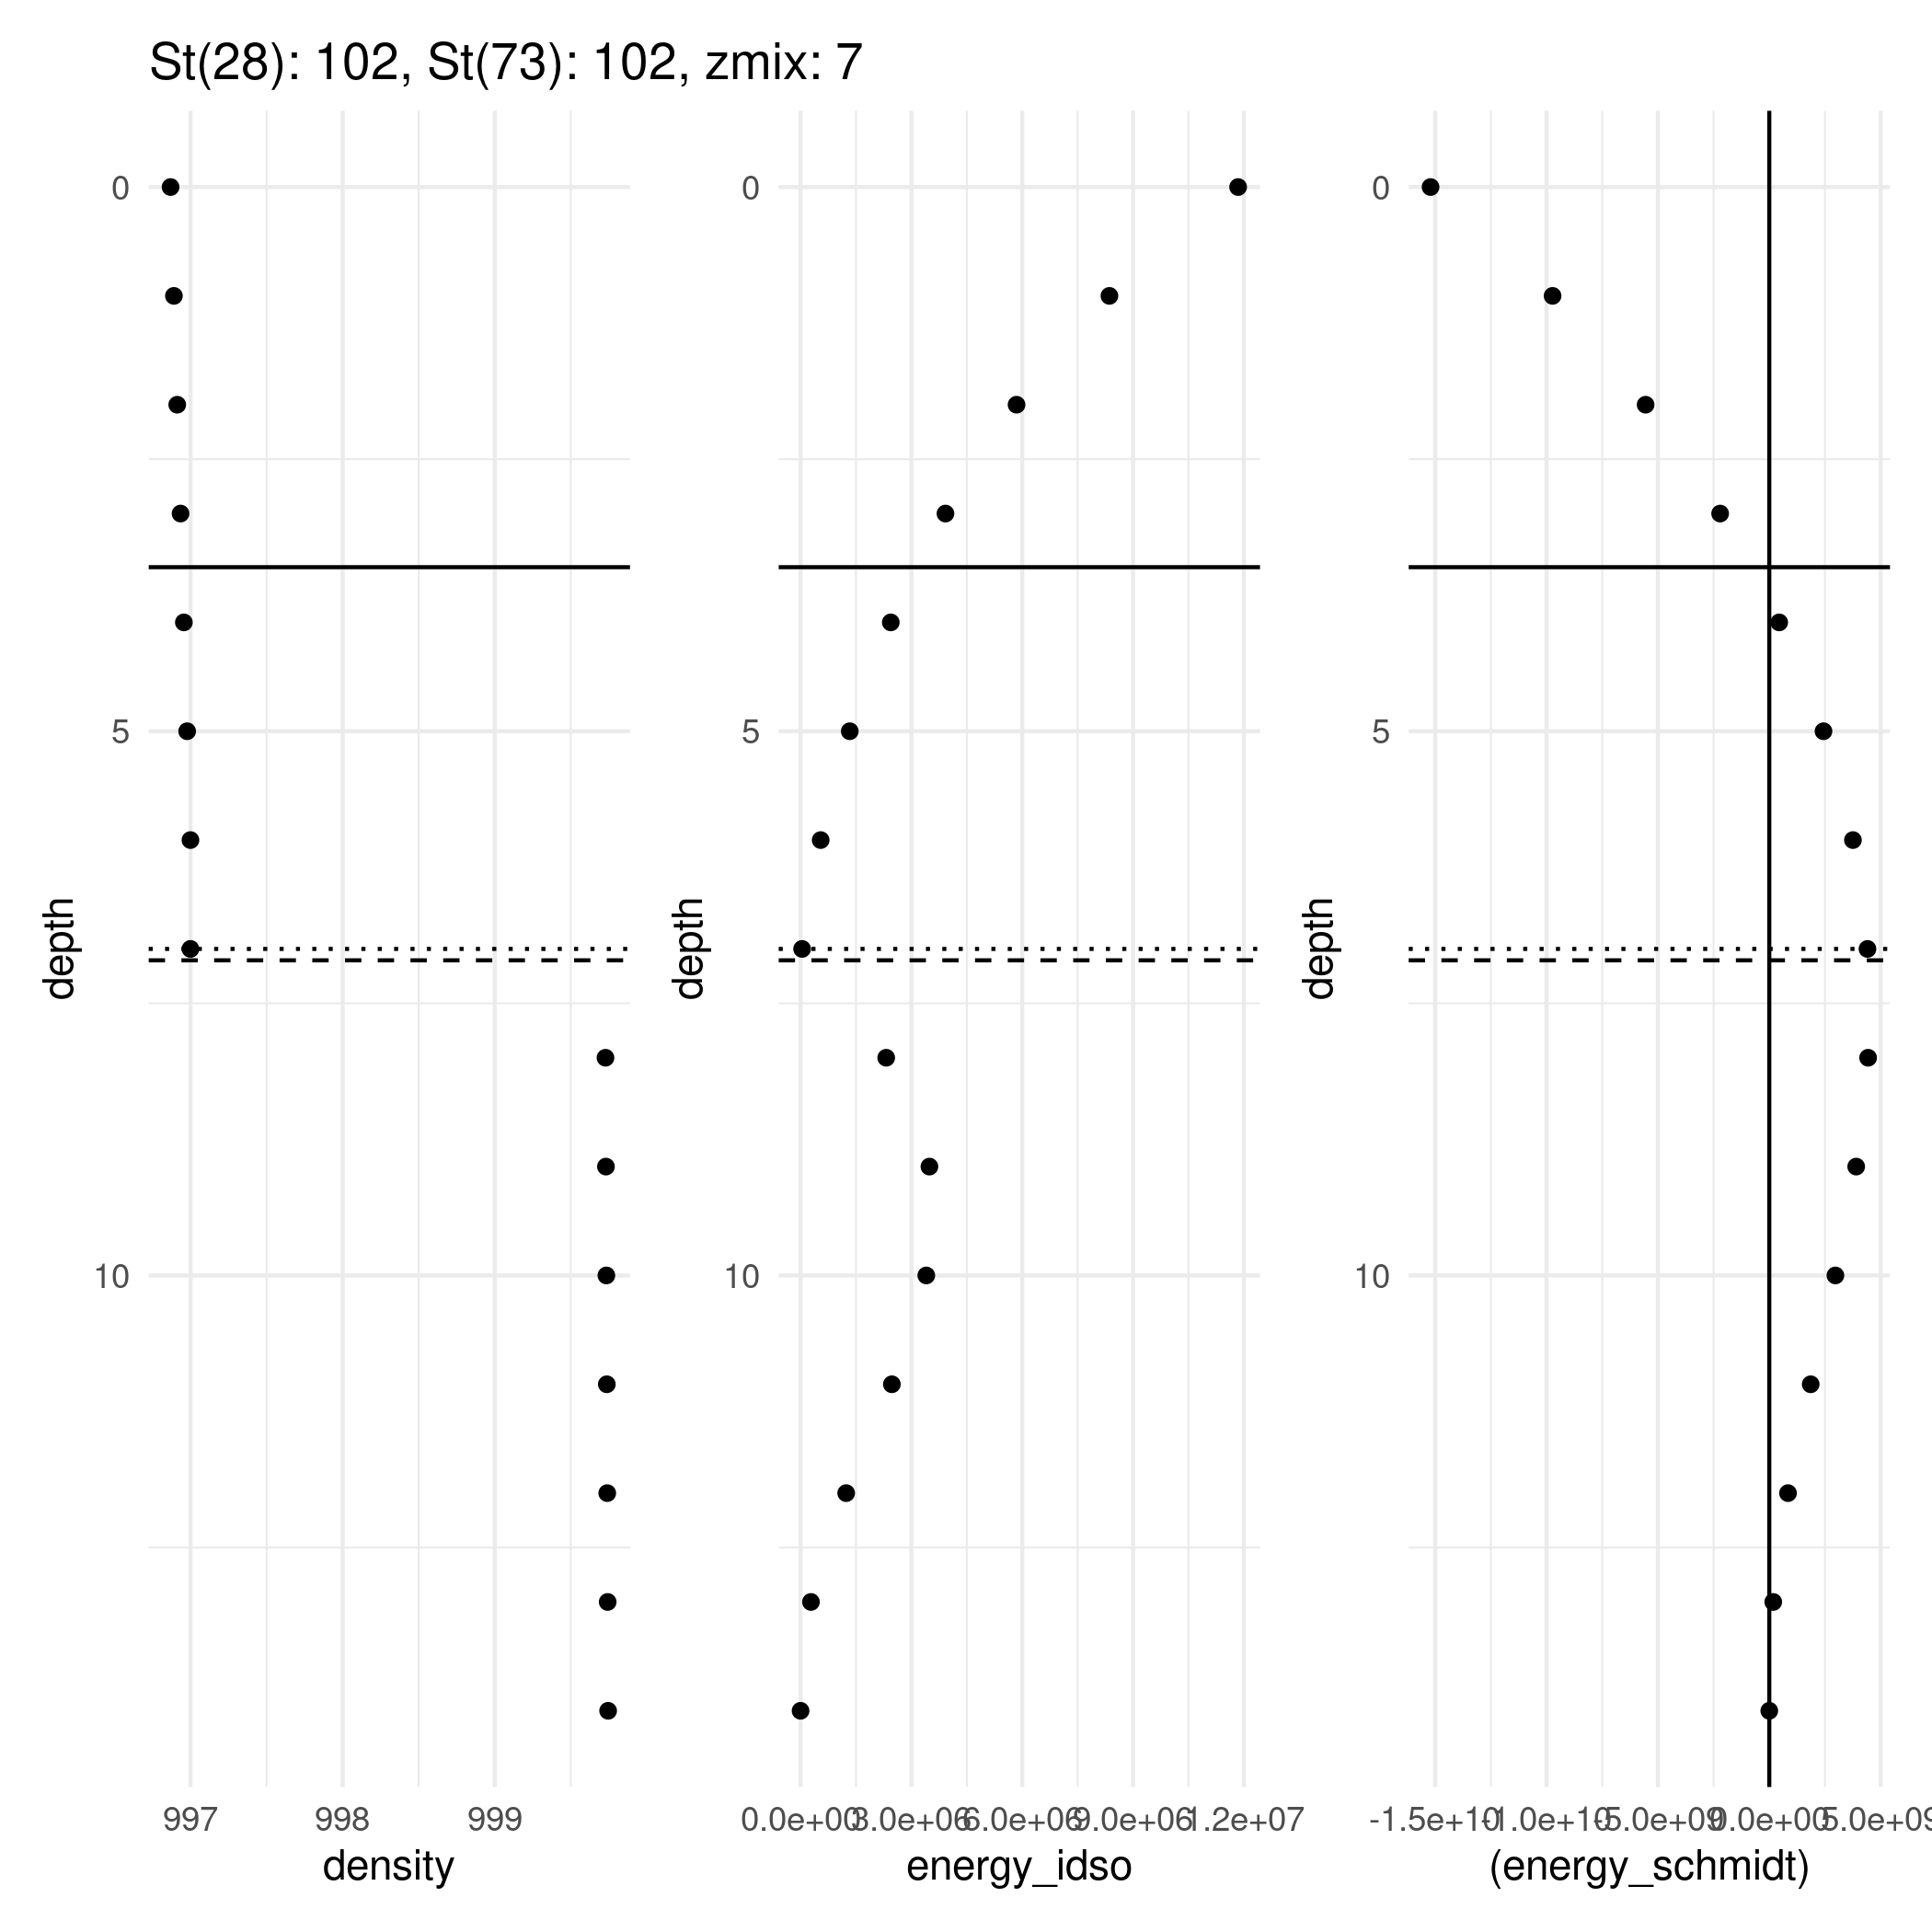 St(28): 102, St(73): 102, zmix: 7
0
5
10
depth
997 998 999
density
0
5
10
depth
0.0e+00 3.0e+06 6.0e+06 9.0e+06 1.2e+07
energy_idso
0
5
10
depth
-1.5e+10 -1.0e+10 -5.0e+09 0.0e+00 5.0e+09
(energy_schmidt)